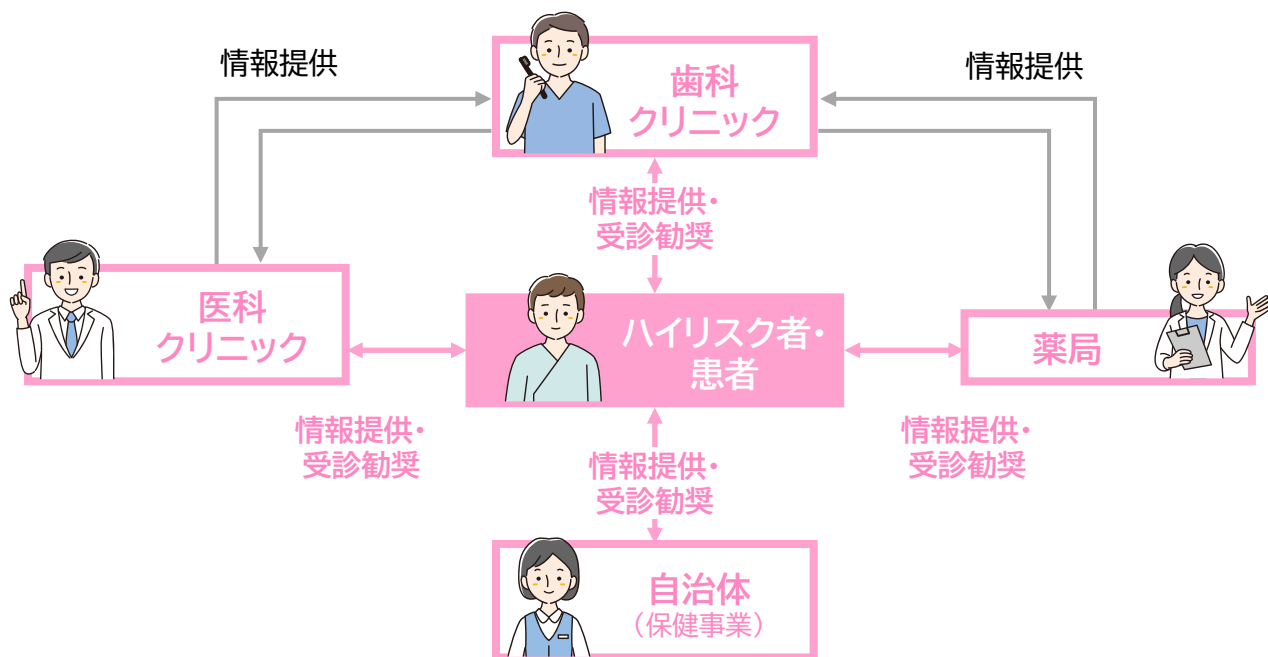 情報提供
歯科
クリニック
情報提供
情報提供・
受診勧奨
医科
クリニック
ハイリスク者・
患者
薬局
情報提供・
受診勧奨
情報提供・
受診勧奨
情報提供・
受診勧奨
自治体
（保健事業）